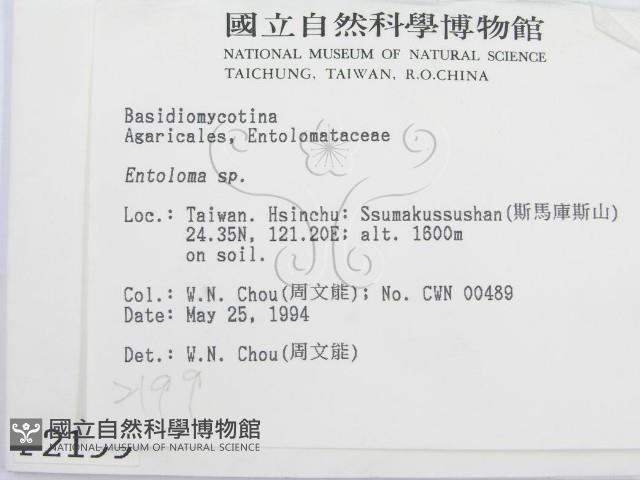 國立自然科學博物館
NATIONAL MUSEUM OF NATURAL SCIENCE
TAICHUNG, TAIWAN, R.O.CHINA
Basidiomycotina
Agaricales, Entolomataceae
Entoloma sp.
Loc.: Taiwan. Hsinchu: Ssumakussushan(斯馬庫斯山)
24.35N, 121.20E; alt. 1600m
on soil.
Col.: W.N. Chou(周文能); No. CWN 00489
Date: May 25, 1994
Det.: W.N. Chou(周文能)
2199
國立自然科學博物館
NATIONAL MUSEUM OF NATURAL SCIENCE